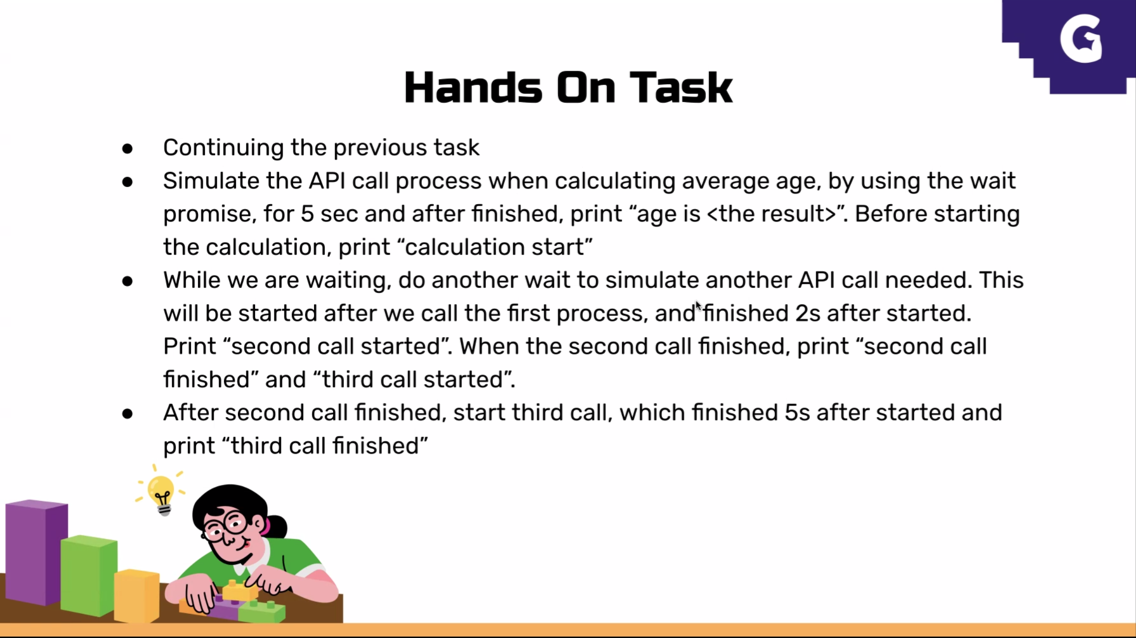 G
Hands On Task
● Continuing the previous task
● Simulate the API call process when calculating average age, by using the wait
promise, for 5 sec and after finished, print “age is <the result>”. Before starting
the calculation, print “calculation start”
● While we are waiting, do another wait to simulate another API call needed. This
will be started after we call the first process, and finished 2s after started.
Print “second call started”. When the second call finished, print “second call
finished” and “third call started”.
● After second call finished, start third call, which finished 5s after started and
print “third call finished”